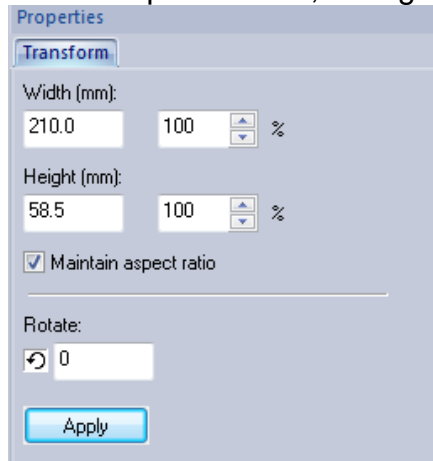 Properties
Transform
Width (mm):
210.0 100 %
Height (mm):
58.5 100 %
Maintain aspect ratio
Rotate:
0
Apply